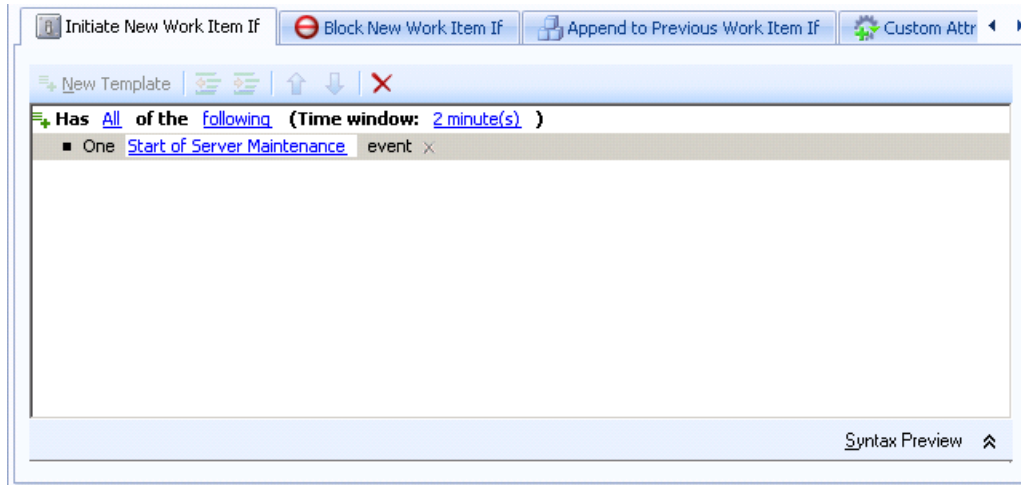 Initiate New Work Item If Block New Work Item If Append to Previous Work Item If Custom Attr
New Template
Has All of the following (Time window: 2 minute(s) )
One Start of Server Maintenance event
Syntax Preview